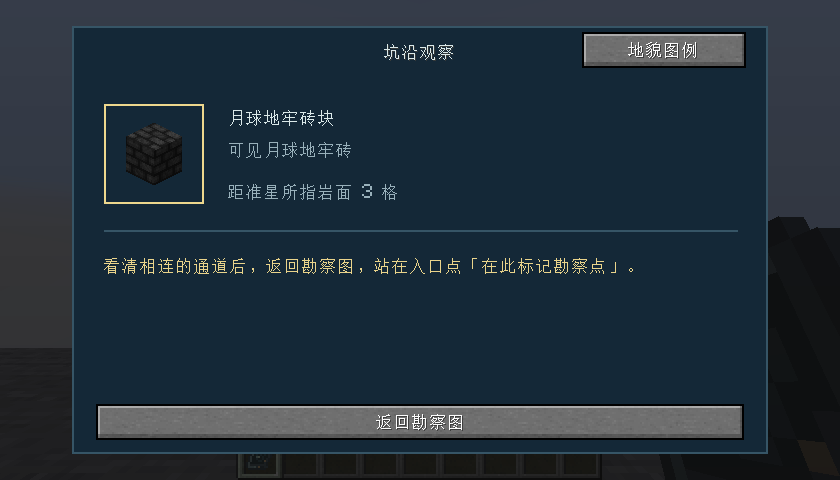 坑沿观察
地貌图例
月球地牢砖块
可见月球地牢砖
距准星所指岩面 3 格
看清相连的通道后，返回勘察图，站在入口点「在此标记勘察点」。
返回勘察图